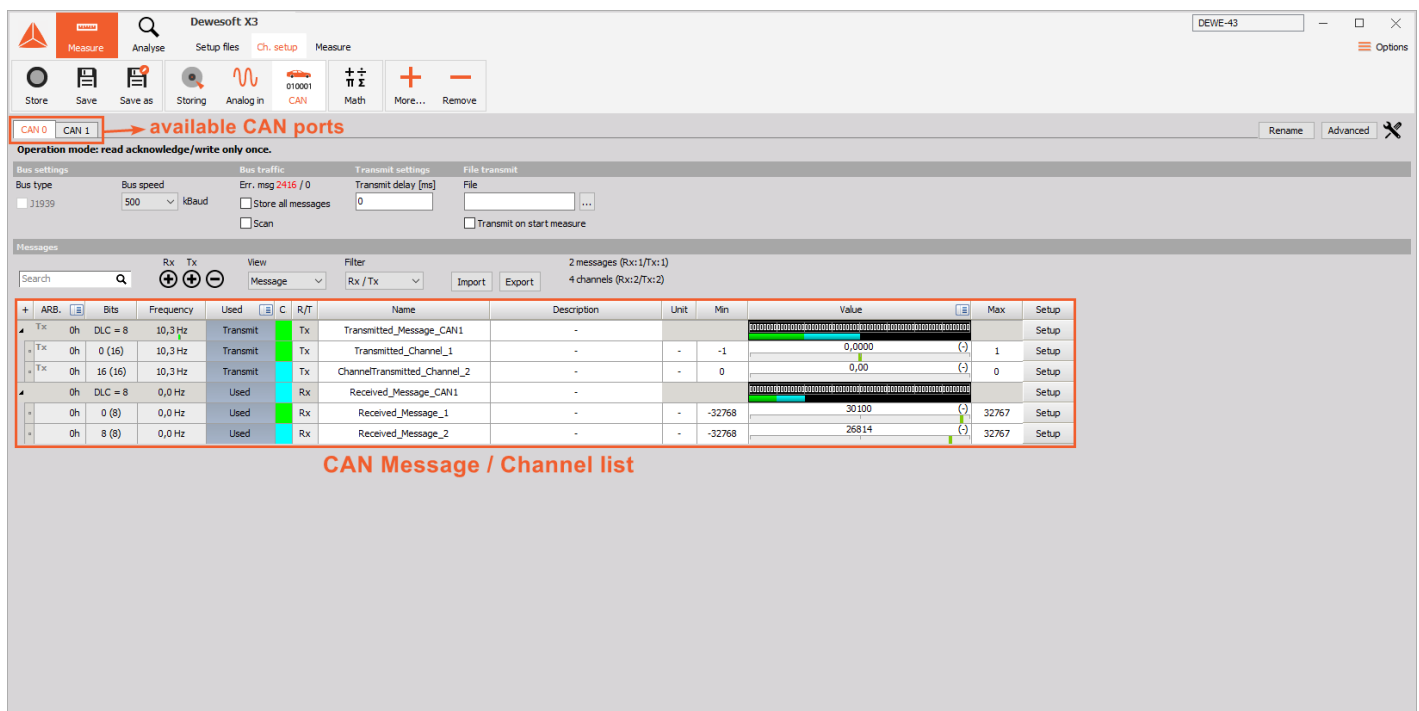 Dewesoft X3
DEWE-43
Measure Analyse Setup files Ch. setup Measure
Options
010001
Store Save Save as Storing Analog in CAN Math More... Remove
CAN 0 CAN 1 available CAN ports
Rename Advanced
Operation mode: read acknowledge/write only once.
Bus settings Bus traffic Transmit settings File transmit
Bus type Bus speed Err. msg 2416 / 0 Transmit delay [ms] File
J1939 500 kBaud Store all messages 0 ...
Scan Transmit on start measure
Messages
Rx Tx View Filter 2 messages (Rx:1/Tx:1)
Search Message Rx / Tx Import Export 4 channels (Rx:2/Tx:2)
+ ARB. Bits Frequency Used C R/T Name Description Unit Min Value Max Setup
Tx 0h DLC = 8 10,3 Hz Transmit Tx Transmitted_Message_CAN1 - Setup
Tx 0h 0 (16) 10,3 Hz Transmit Tx Transmitted_Channel_1 - - -1 0,0000 (-) 1 Setup
Tx 0h 16 (16) 10,3 Hz Transmit Tx ChannelTransmitted_Channel_2 - - 0 0,00 (-) 0 Setup
0h DLC = 8 0,0 Hz Used Rx Received_Message_CAN1 - Setup
0h 0 (8) 0,0 Hz Used Rx Received_Message_1 - - -32768 30100 (-) 32767 Setup
0h 8 (8) 0,0 Hz Used Rx Received_Message_2 - - -32768 26814 (-) 32767 Setup
CAN Message / Channel list